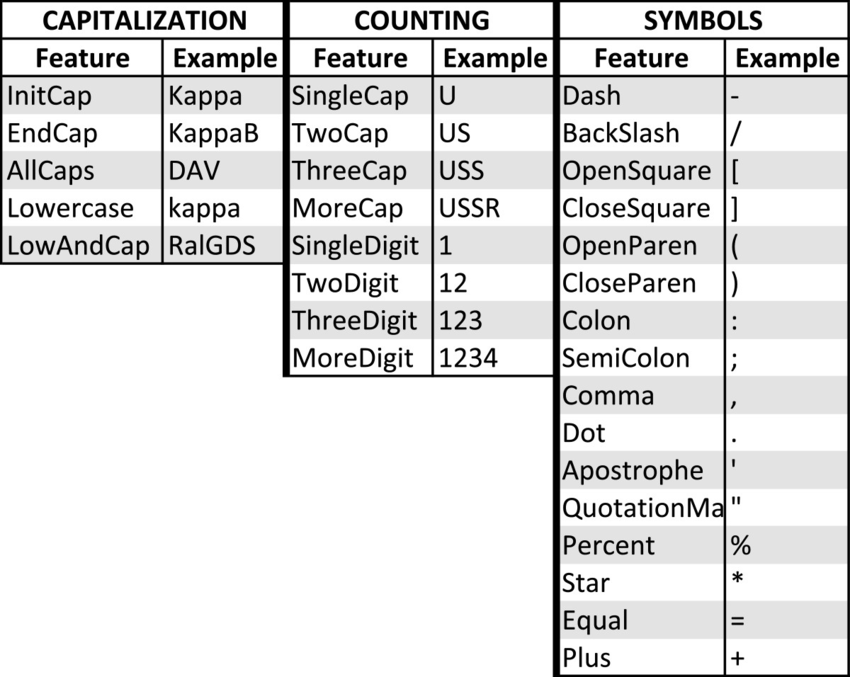 CAPITALIZATION COUNTING SYMBOLS
Feature Example Feature Example Feature Example
InitCap Kappa SingleCap U Dash -
EndCap KappaB TwoCap US BackSlash /
AllCaps DAV ThreeCap USS OpenSquare [
Lowercase kappa MoreCap USSR CloseSquare ]
LowAndCap RalGDS SingleDigit 1 OpenParen (
TwoDigit 12 CloseParen )
ThreeDigit 123 Colon :
MoreDigit 1234 SemiColon ;
Comma ,
Dot .
Apostrophe '
QuotationMa "
Percent %
Star *
Equal =
Plus +